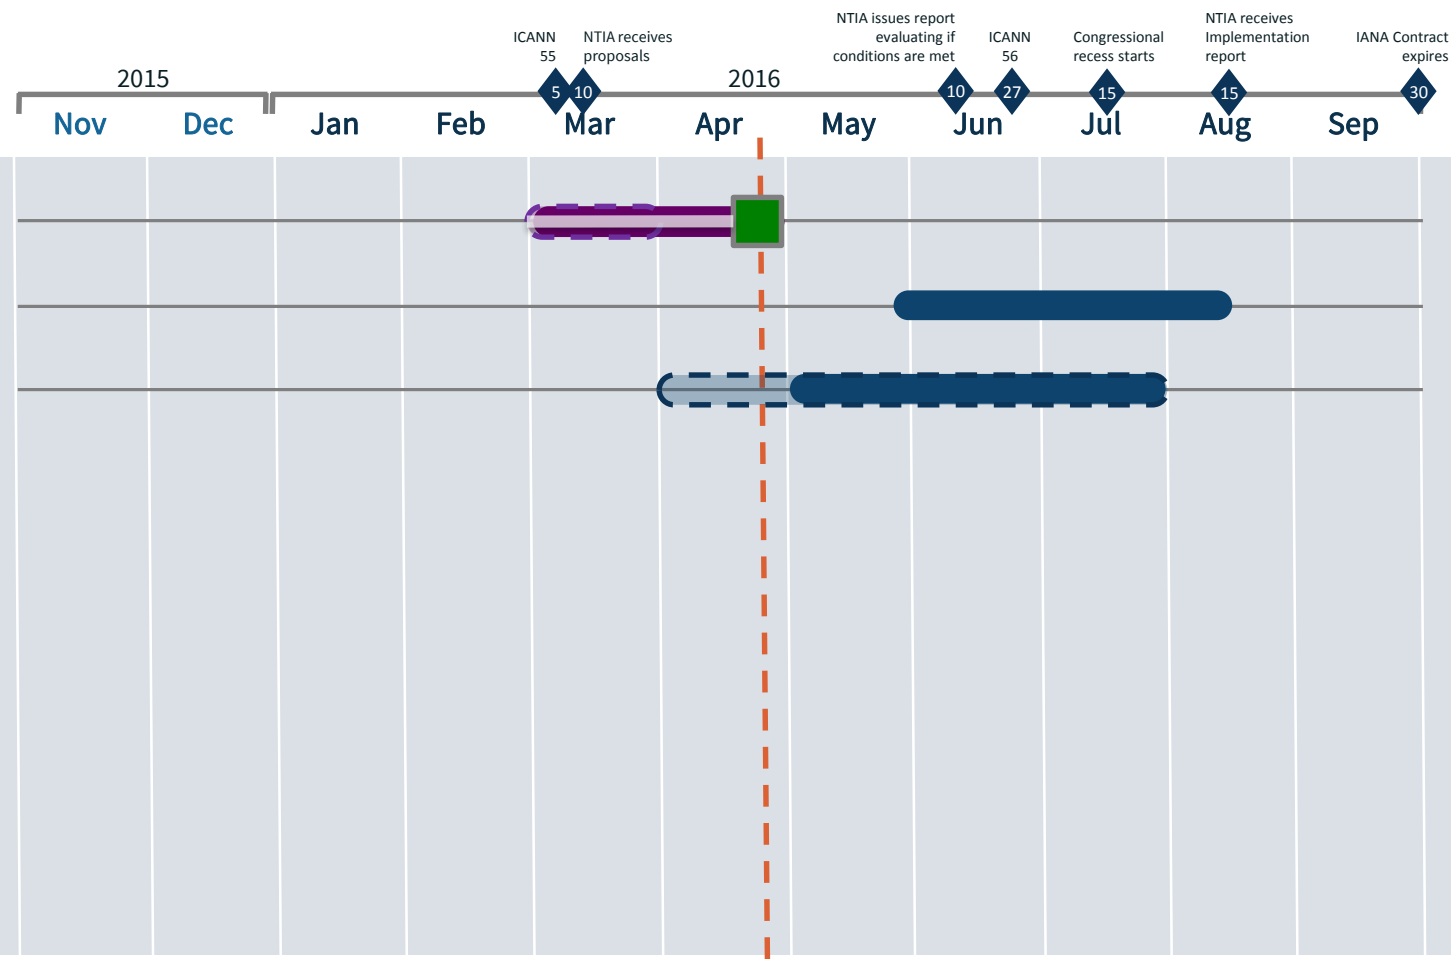 NTIA issues report
evaluating if
conditions are met
NTIA receives
Implementation
report
ICANN
55
NTIA receives
proposals
ICANN
56
Congressional
recess starts
IANA Contract
expires
2015
2016
5
10
10
27
15
15
30
Nov
Dec
Jan
Feb
Mar
Apr
May
Jun
Jul
Aug
Sep